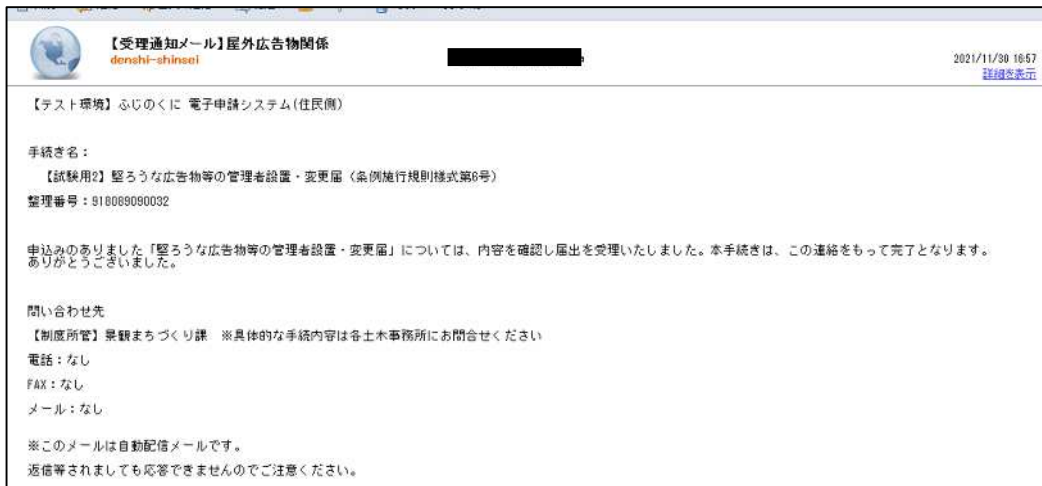 【受理通知メール】屋外広告物関係
denshi-shinsei
2021/11/30 16:57
詳細を表示
【テスト環境】ふじのくに 電子申請システム(住民側)
手続き名：
【試験用2】堅ろうな広告物等の管理者設置・変更届（条例施行規則様式第6号）
整理番号：918089090032
申込みのありました「堅ろうな広告物等の管理者設置・変更届」については、内容を確認し届出を受理いたしました。本手続きは、この連絡をもって完了となります。
ありがとうございました。
問い合わせ先
【制度所管】景観まちづくり課　※具体的な手続内容は各土木事務所にお問合せください
電話：なし
FAX：なし
メール：なし
※このメールは自動配信メールです。
返信等されましても応答できませんのでご注意ください。